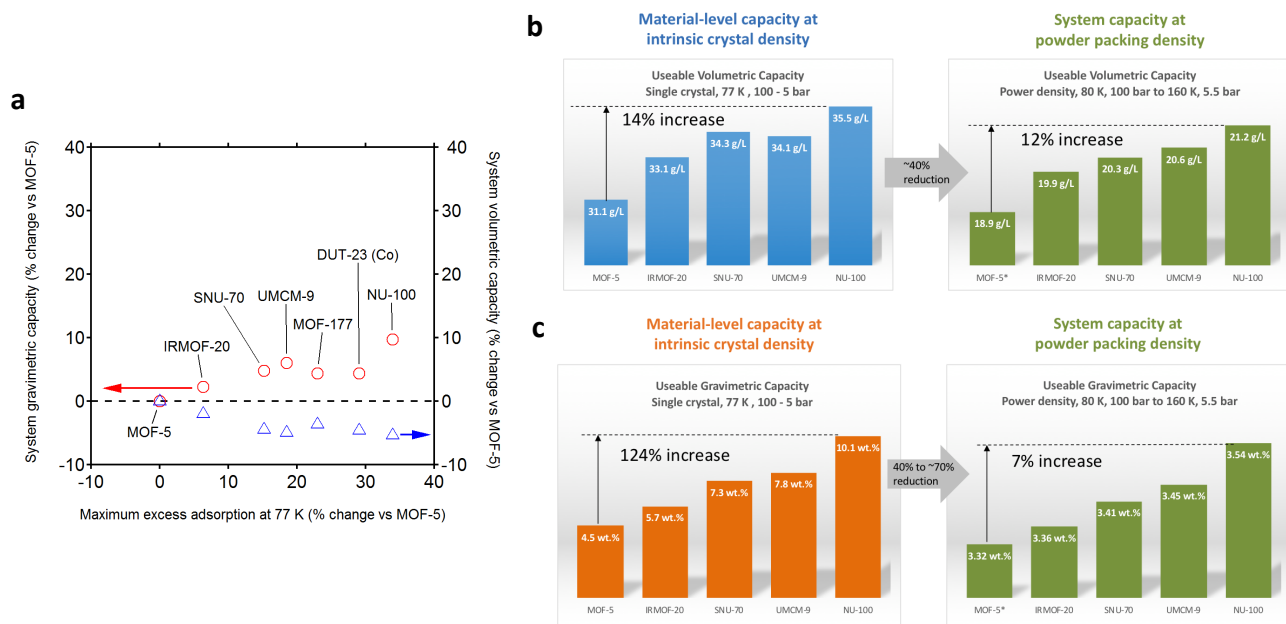 a
System gravimetric capacity (% change vs MOF-5)
40
30
20
10
0
-10
-10
0
10
20
30
40
Maximum excess adsorption at 77 K (% change vs MOF-5)
40
30
20
10
0
-10
System volumetric capacity (% change vs MOF-5)
MOF-5
IRMOF-20
SNU-70
UMCM-9
MOF-177
DUT-23 (Co)
NU-100
b
Material-level capacity at
intrinsic crystal density
Useable Volumetric Capacity
Single crystal, 77 K , 100 - 5 bar
14% increase
31.1 g/L
33.1 g/L
34.3 g/L
34.1 g/L
35.5 g/L
MOF-5
IRMOF-20
SNU-70
UMCM-9
NU-100
~40%
reduction
System capacity at
powder packing density
Useable Volumetric Capacity
Power density, 80 K, 100 bar to 160 K, 5.5 bar
12% increase
18.9 g/L
19.9 g/L
20.3 g/L
20.6 g/L
21.2 g/L
MOF-5*
IRMOF-20
SNU-70
UMCM-9
NU-100
c
Material-level capacity at
intrinsic crystal density
Useable Gravimetric Capacity
Single crystal, 77 K, 100 - 5 bar
124% increase
4.5 wt.%
5.7 wt.%
7.3 wt.%
7.8 wt.%
10.1 wt.%
MOF-5
IRMOF-20
SNU-70
UMCM-9
NU-100
40% to ~70%
reduction
System capacity at
powder packing density
Useable Gravimetric Capacity
Power density, 80 K, 100 bar to 160 K, 5.5 bar
7% increase
3.32 wt.%
3.36 wt.%
3.41 wt.%
3.45 wt.%
3.54 wt.%
MOF-5*
IRMOF-20
SNU-70
UMCM-9
NU-100